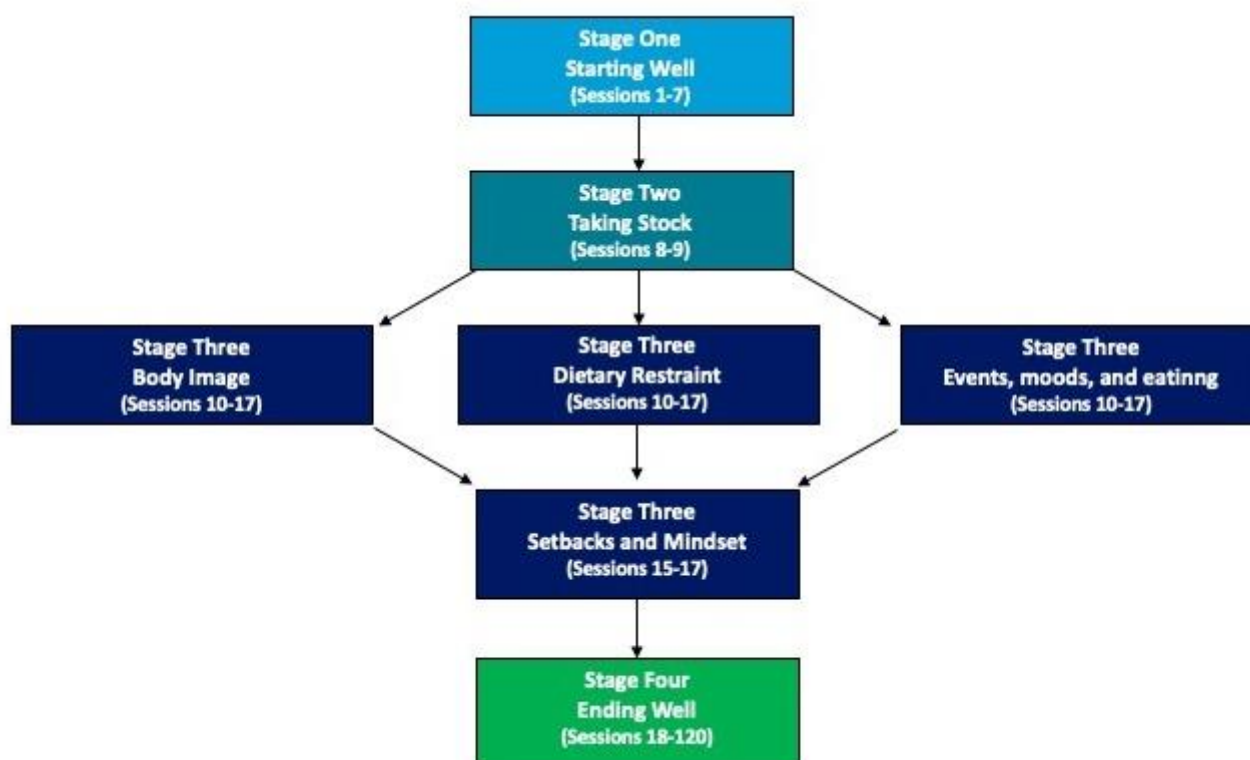 Stage One
Starting Well
(Sessions 1-7)
Stage Two
Taking Stock
(Sessions 8-9)
Stage Three
Body Image
(Sessions 10-17)
Stage Three
Dietary Restraint
(Sessions 10-17)
Stage Three
Events, moods, and eatinng
(Sessions 10-17)
Stage Three
Setbacks and Mindset
(Sessions 15-17)
Stage Four
Ending Well
(Sessions 18-120)